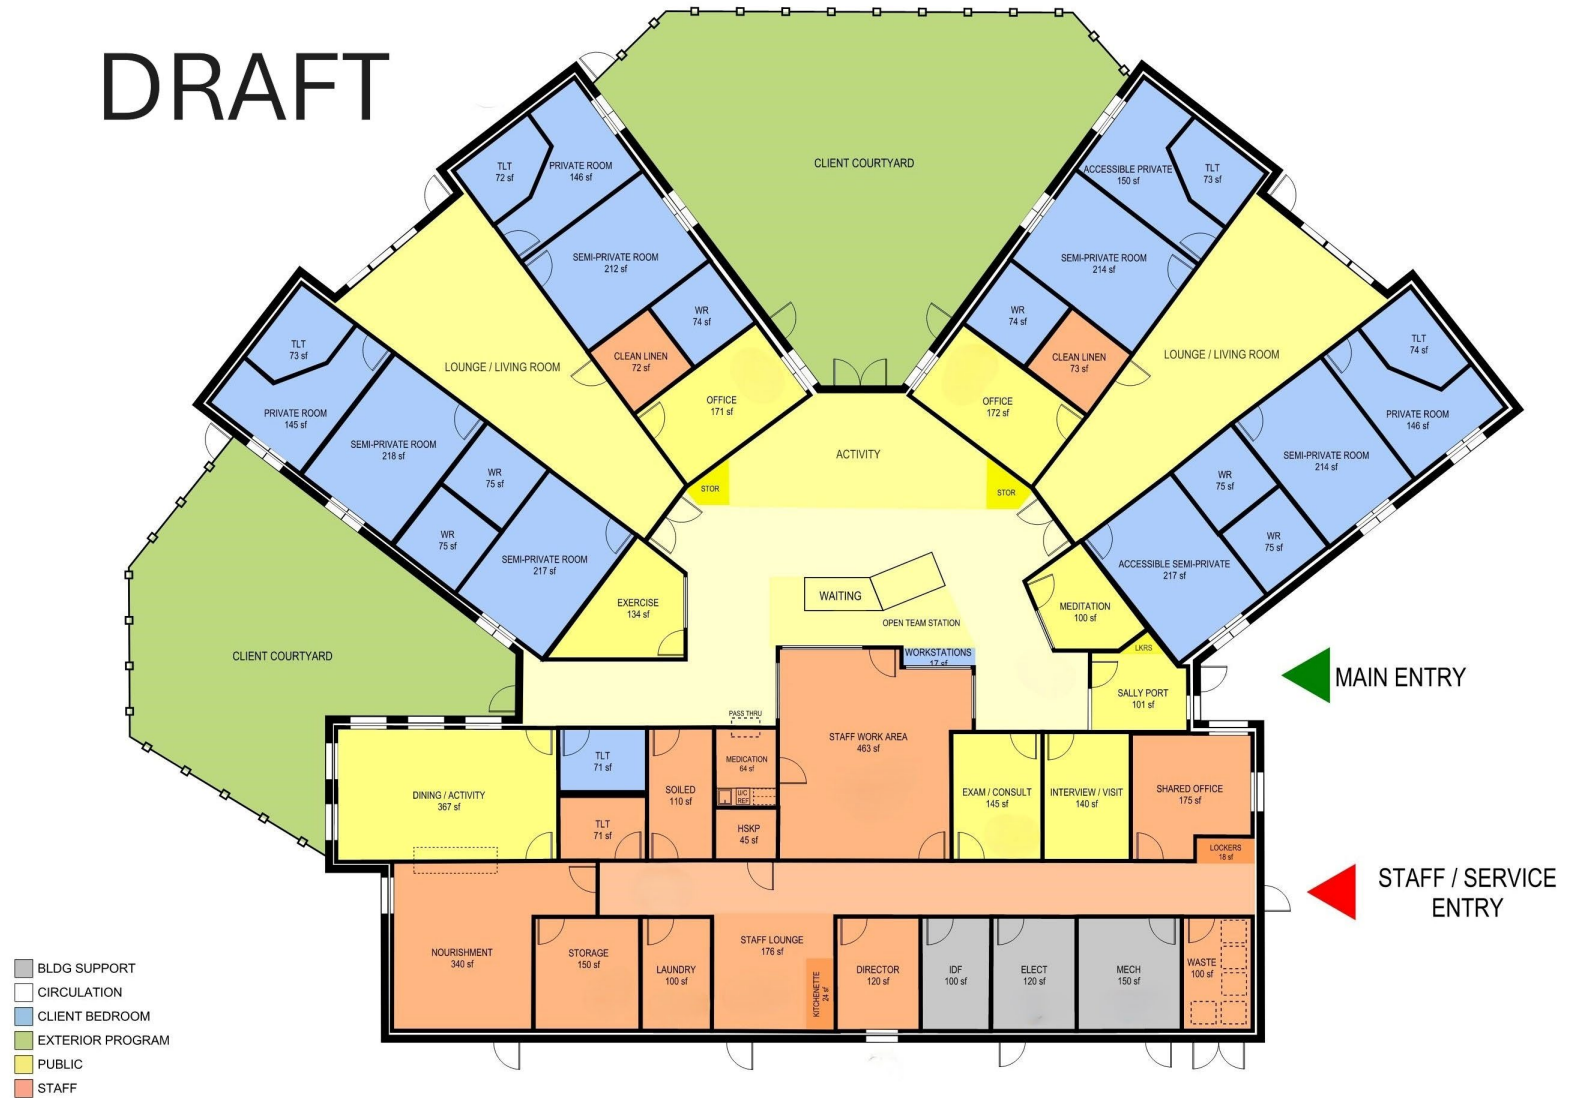 DRAFT
CLIENT COURTYARD
TLT
72 sf
PRIVATE ROOM
146 sf
SEMI-PRIVATE ROOM
212 sf
WR
74 sf
CLEAN LINEN
72 sf
OFFICE
171 sf
LOUNGE / LIVING ROOM
TLT
73 sf
PRIVATE ROOM
145 sf
SEMI-PRIVATE ROOM
218 sf
WR
75 sf
WR
75 sf
SEMI-PRIVATE ROOM
217 sf
EXERCISE
134 sf
STOR
ACTIVITY
STOR
ACCESSIBLE PRIVATE
150 sf
TLT
73 sf
SEMI-PRIVATE ROOM
214 sf
WR
74 sf
CLEAN LINEN
73 sf
OFFICE
172 sf
LOUNGE / LIVING ROOM
TLT
74 sf
PRIVATE ROOM
146 sf
SEMI-PRIVATE ROOM
214 sf
WR
75 sf
WR
75 sf
ACCESSIBLE SEMI-PRIVATE
217 sf
MEDITATION
100 sf
LKRS
SALLY PORT
101 sf
WAITING
OPEN TEAM STATION
WORKSTATIONS
17 sf
CLIENT COURTYARD
MAIN ENTRY
PASS THRU
STAFF WORK AREA
463 sf
DINING / ACTIVITY
367 sf
TLT
71 sf
TLT
71 sf
SOILED
110 sf
MEDICATION
64 sf
U/C
REF
HSKP
45 sf
EXAM / CONSULT
145 sf
INTERVIEW / VISIT
140 sf
SHARED OFFICE
175 sf
LOCKERS
18 sf
STAFF / SERVICE
ENTRY
NOURISHMENT
340 sf
STORAGE
150 sf
LAUNDRY
100 sf
STAFF LOUNGE
176 sf
KITCHENETTE
24 sf
DIRECTOR
120 sf
IDF
100 sf
ELECT
120 sf
MECH
150 sf
WASTE
100 sf
BLDG SUPPORT
CIRCULATION
CLIENT BEDROOM
EXTERIOR PROGRAM
PUBLIC
STAFF